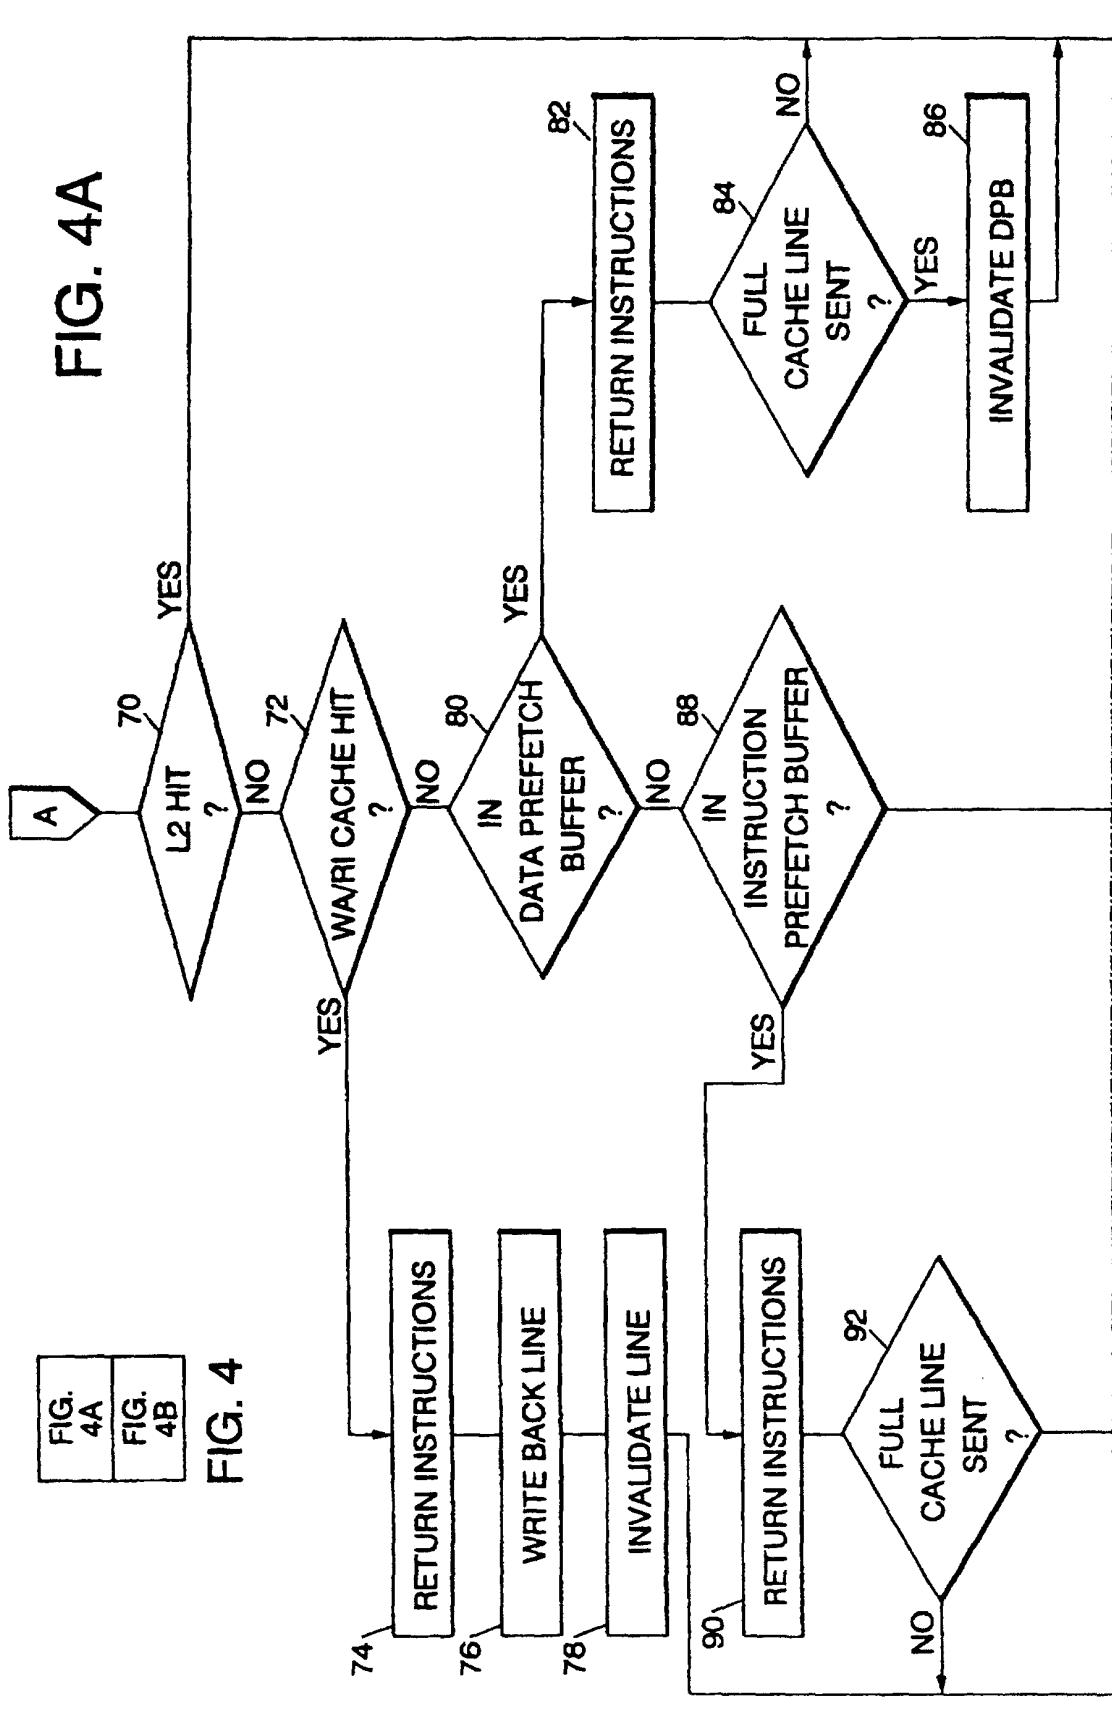 FIG. 4A
FIG.
4A
FIG.
4B
FIG. 4
A
70
L2 HIT
?
YES
NO
72
WA/RI CACHE HIT
?
YES
NO
74
RETURN INSTRUCTIONS
76
WRITE BACK LINE
78
INVALIDATE LINE
80
IN
DATA PREFETCH
BUFFER
?
YES
NO
82
RETURN INSTRUCTIONS
84
FULL
CACHE LINE
SENT
?
NO
YES
86
INVALIDATE DPB
88
IN
INSTRUCTION
PREFETCH BUFFER
?
YES
90
RETURN INSTRUCTIONS
92
FULL
CACHE LINE
SENT
?
NO